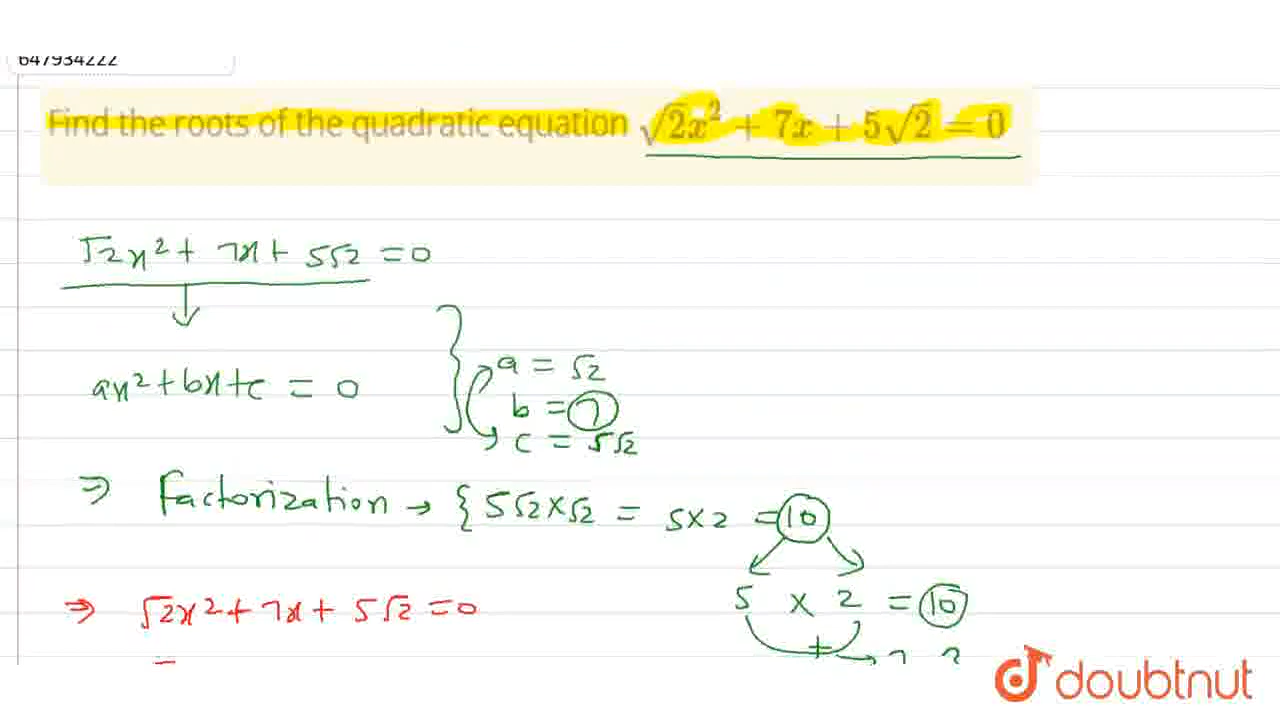 647934222
Find the roots of the quadratic equation √2x² + 7x + 5√2 = 0
√2x² + 7x + 5√2 = 0
ax² + bx + c = 0
a = √2
b = 7
c = 5√2
⇒ Factorization → { 5√2 × √2 = 5×2 = 10
5 × 2 = 10
⇒ √2x² + 7x + 5√2 = 0
+ →
doubtnut